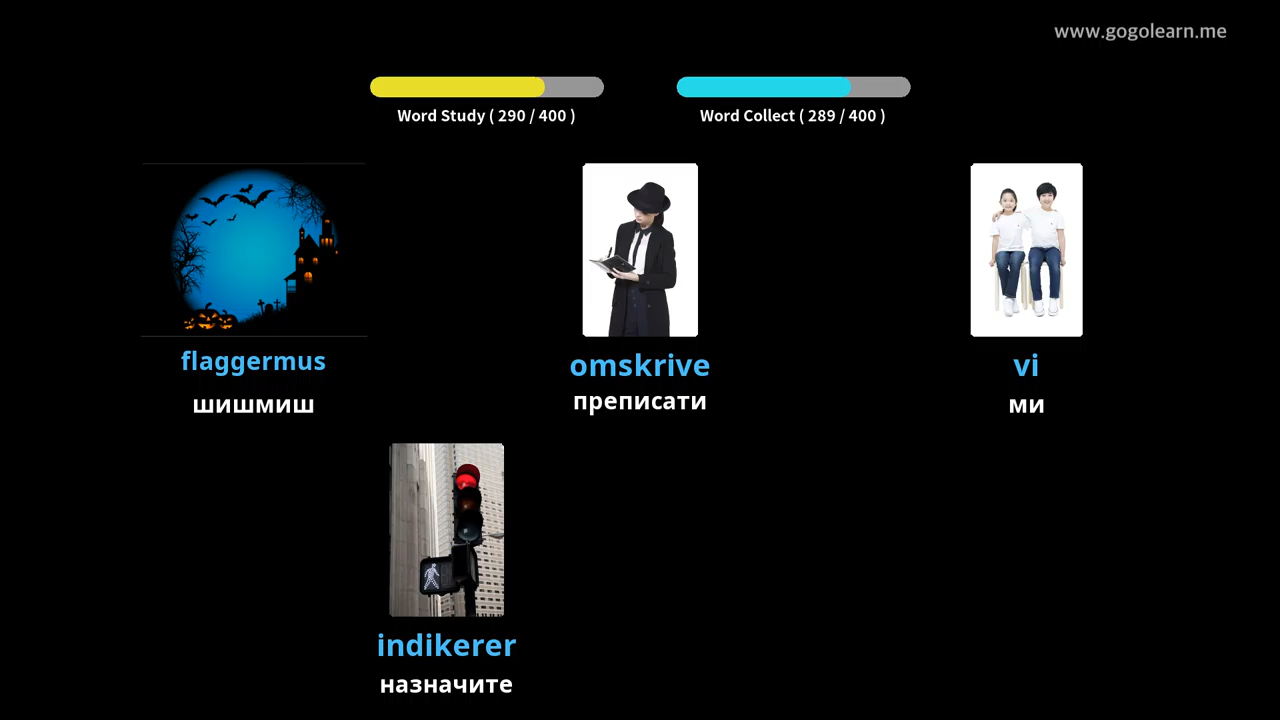 www.gogolearn.me
Word Study ( 290 / 400 )
Word Collect ( 289 / 400 )
flaggermus
omskrive
vi
шишмиш
преписати
ми
indikerer
назначите